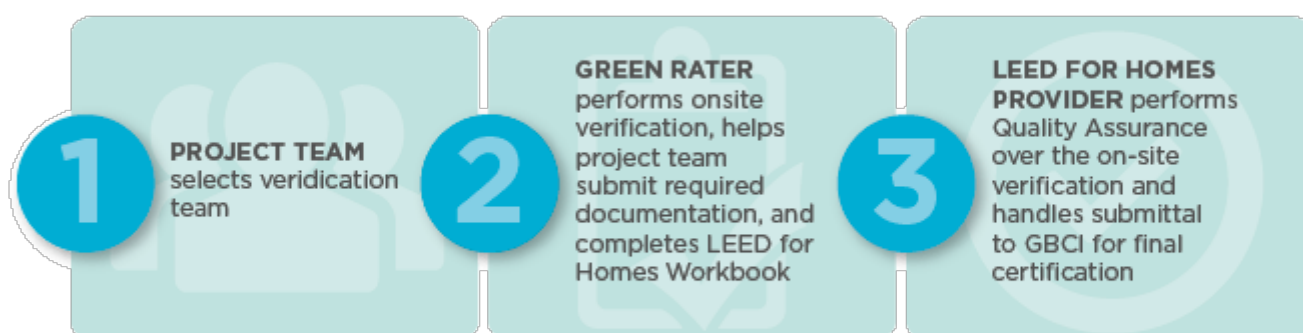 1
PROJECT TEAM
selects veridication
team
2
GREEN RATER
performs onsite
verification, helps
project team
submit required
documentation, and
completes LEED for
Homes Workbook
3
LEED FOR HOMES
PROVIDER performs
Quality Assurance
over the on-site
verification and
handles submittal
to GBCI for final
certification